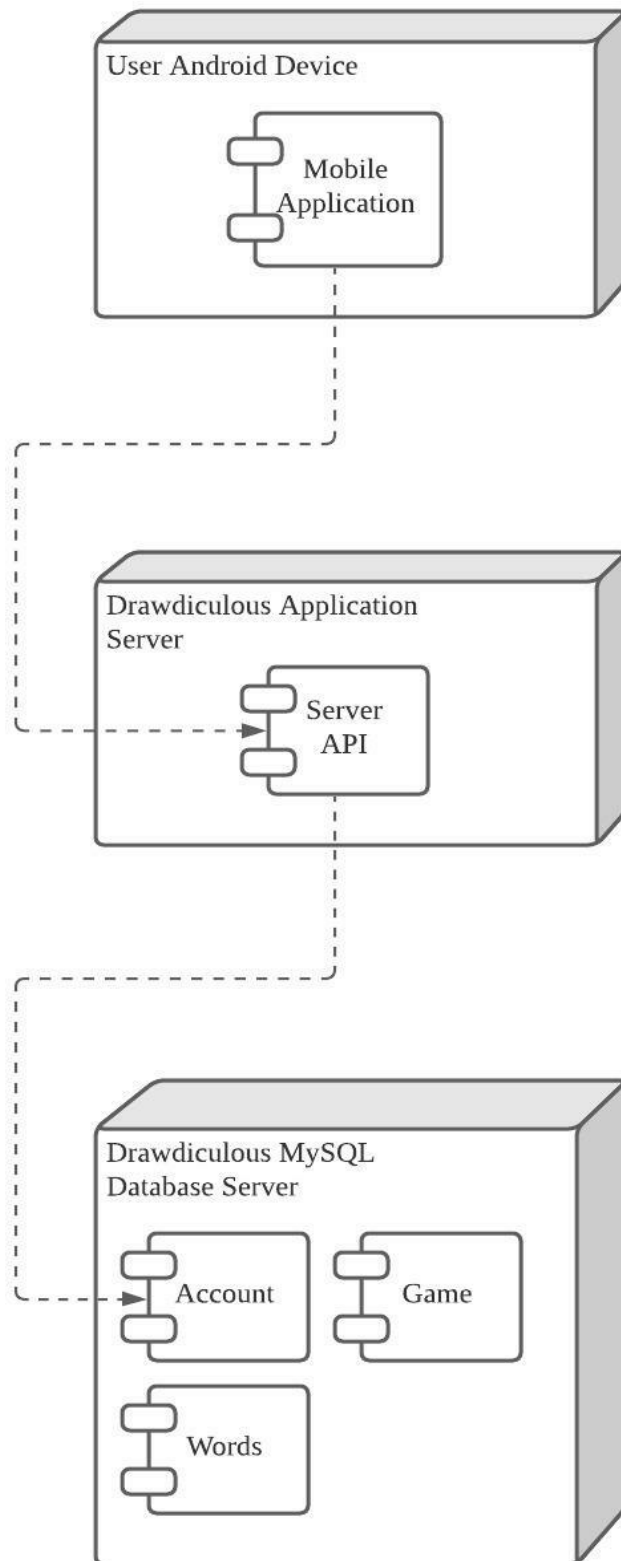 User Android Device
Mobile
Application
Drawdiculous Application
Server
Server
API
Drawdiculous MySQL
Database Server
Account
Game
Words